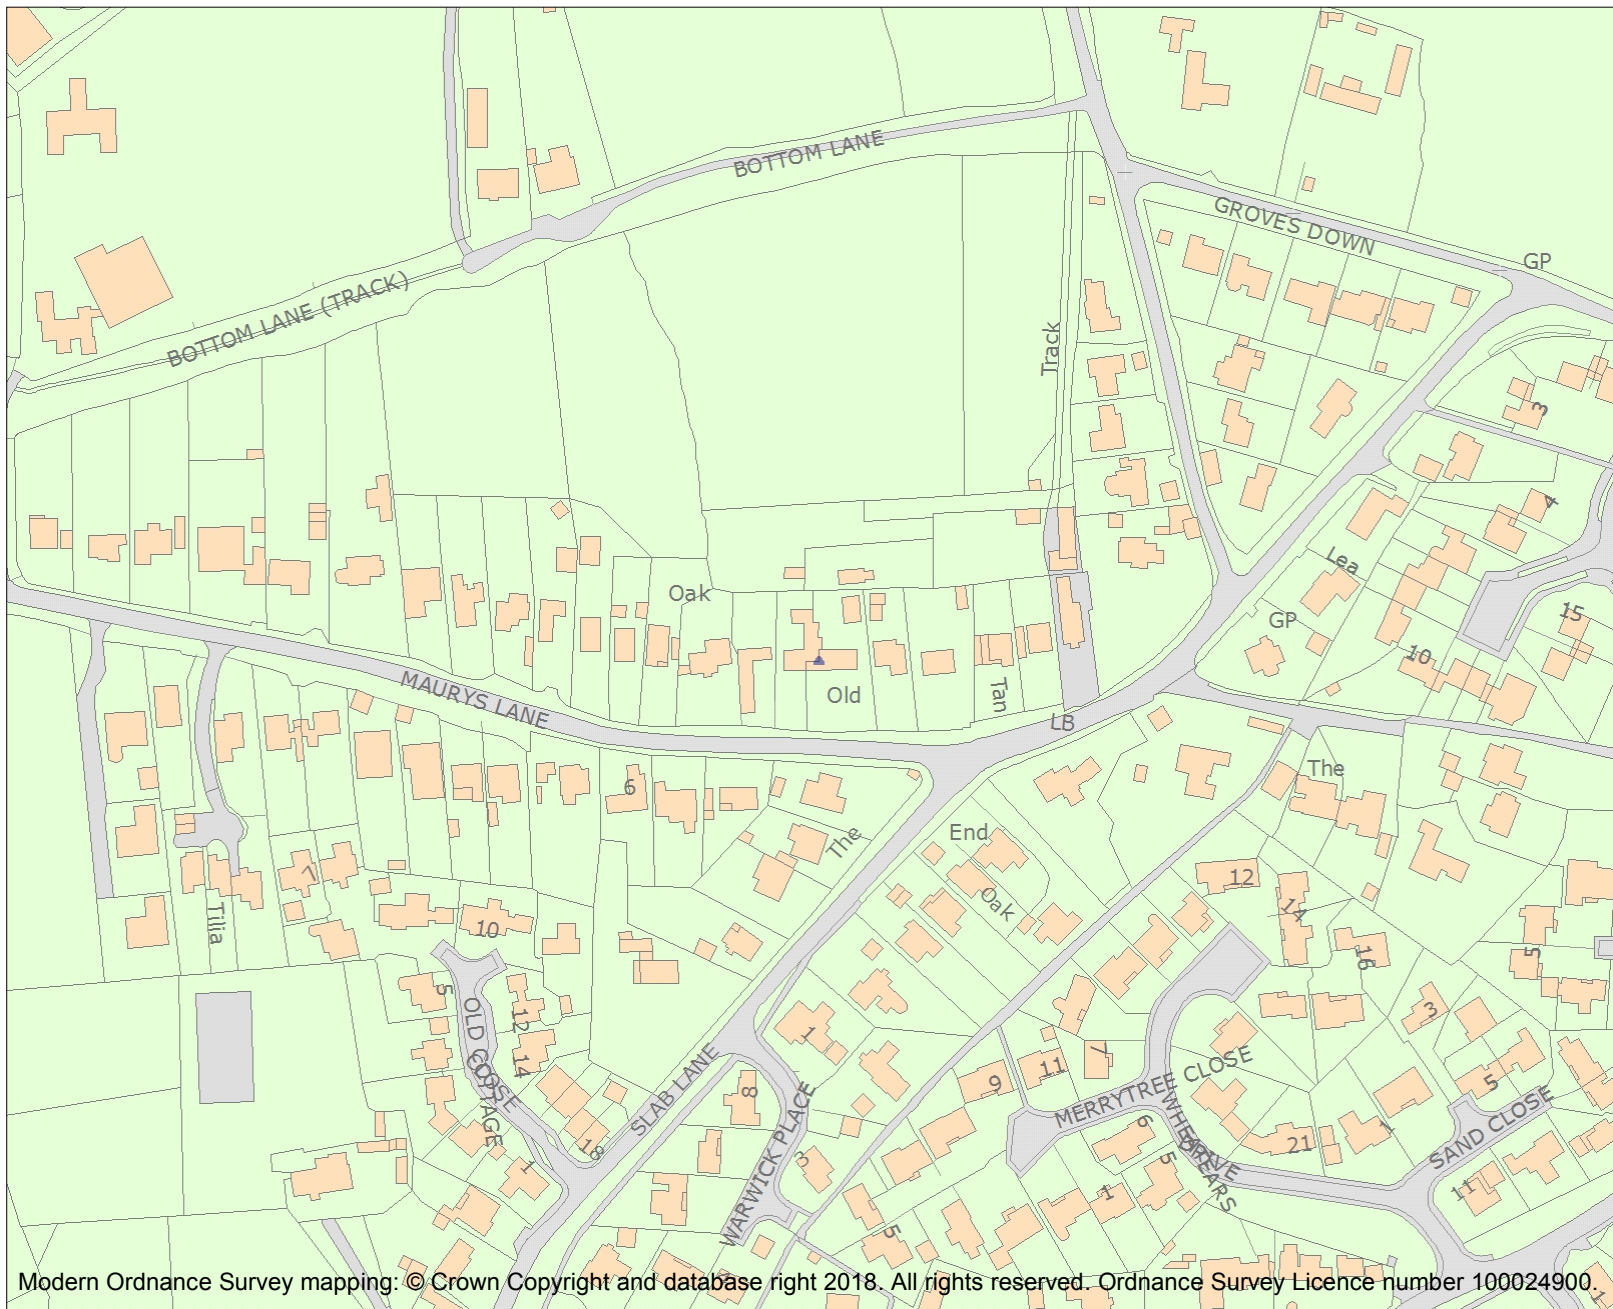 BOTTOM LANE
GROVES DOWN
GP
BOTTOM LANE (TRACK)
Track
3
4
Lea
Oak
GP
15
10
MAURYS LANE
Old
Tan
LB
The
6
The
End
7
12
Oak
14
Tilia
10
16
5
5
OLD COTTAGE
CLOSE
12
14
1
3
SLAB LANE
8
9
11
7
MERRYTREE CLOSE
5
SAND CLOSE
WARWICK PLACE
3
18
1
6
WHEATEARS
DRIVE
21
1
5
1
11
5
1
Modern Ordnance Survey mapping: © Crown Copyright and database right 2018. All rights reserved. Ordnance Survey Licence number 100024900.